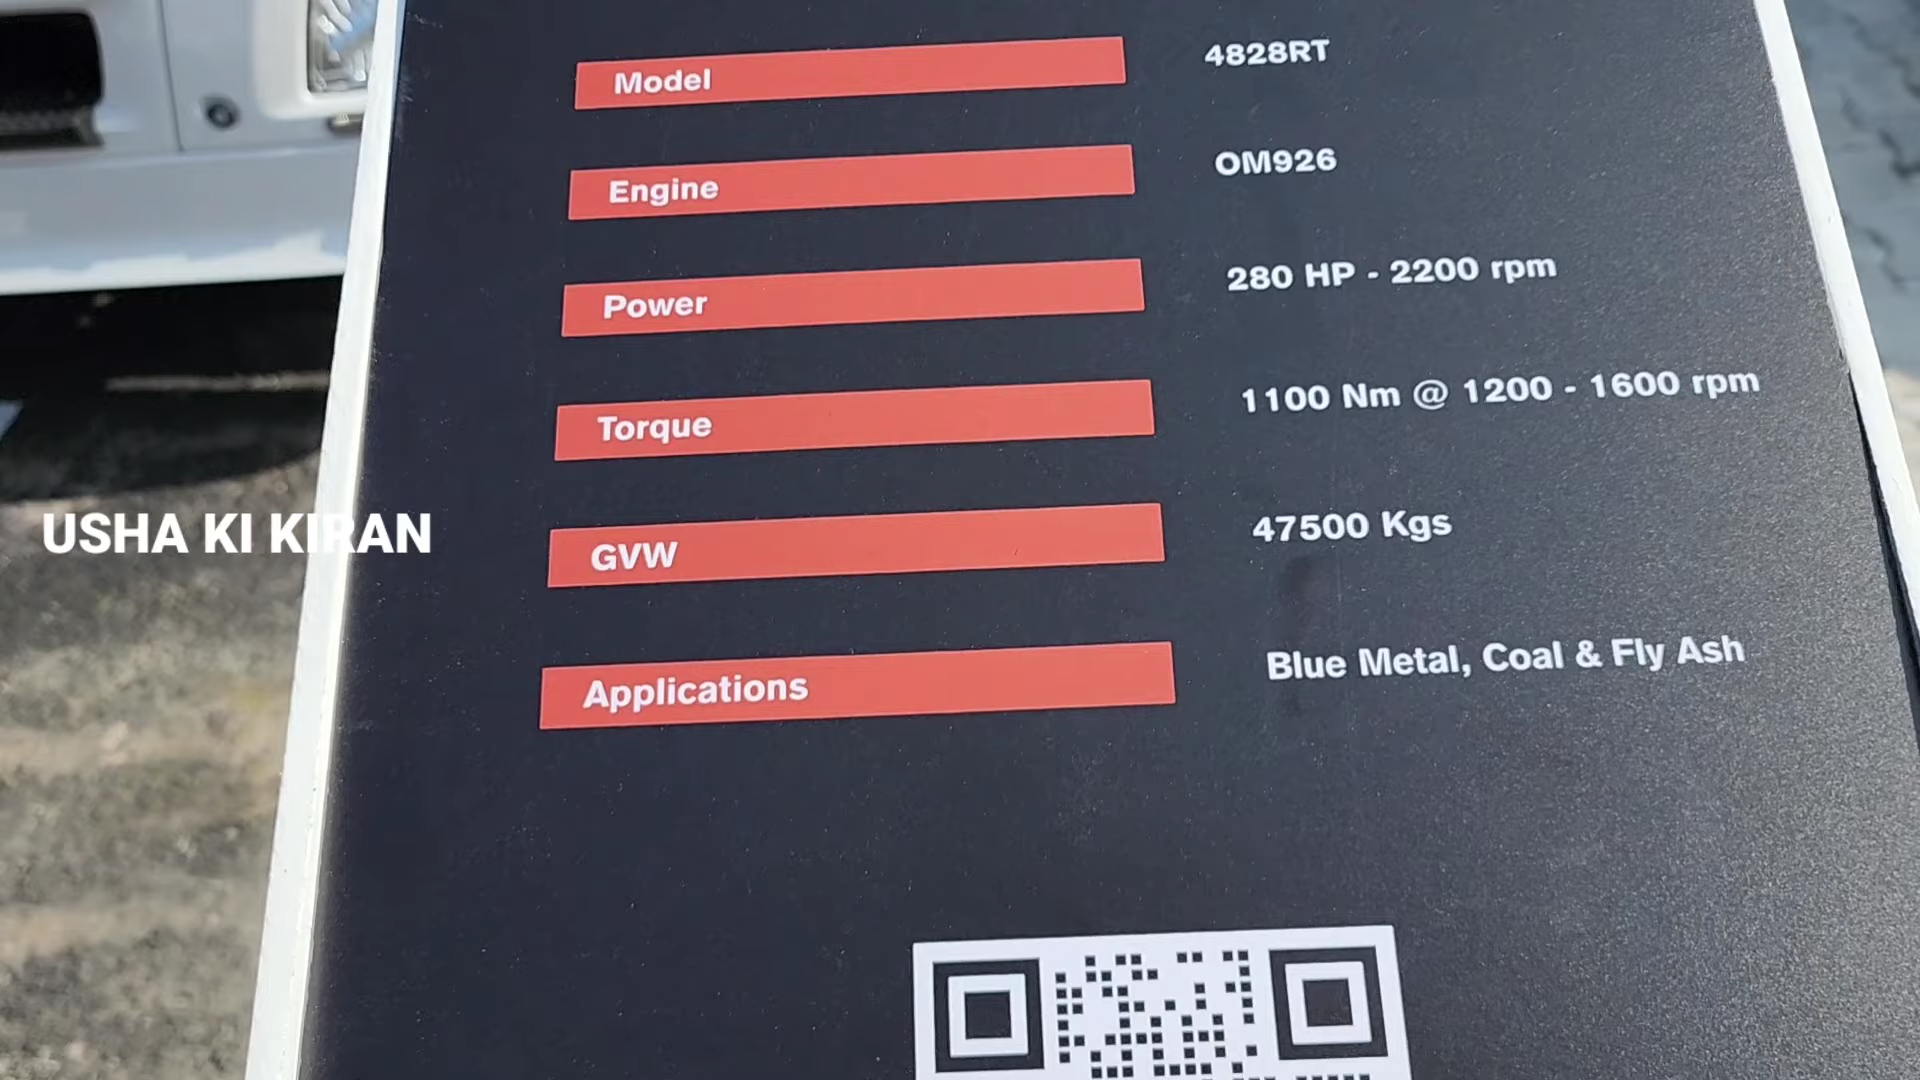 Model 4828RT
Engine OM926
Power 280 HP - 2200 rpm
Torque 1100 Nm @ 1200 - 1600 rpm
GVW 47500 Kgs
Applications Blue Metal, Coal & Fly Ash
USHA KI KIRAN